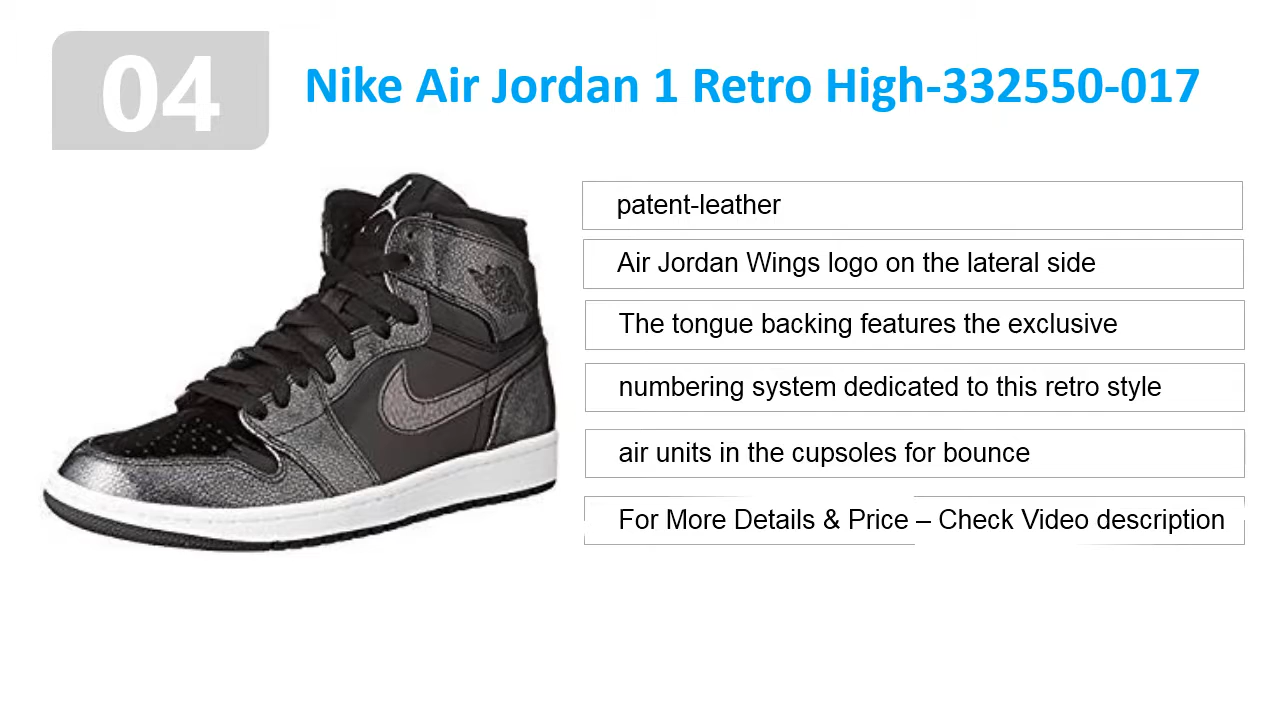 04
Nike Air Jordan 1 Retro High-332550-017
patent-leather
Air Jordan Wings logo on the lateral side
The tongue backing features the exclusive
numbering system dedicated to this retro style
air units in the cupsoles for bounce
For More Details & Price – Check Video description